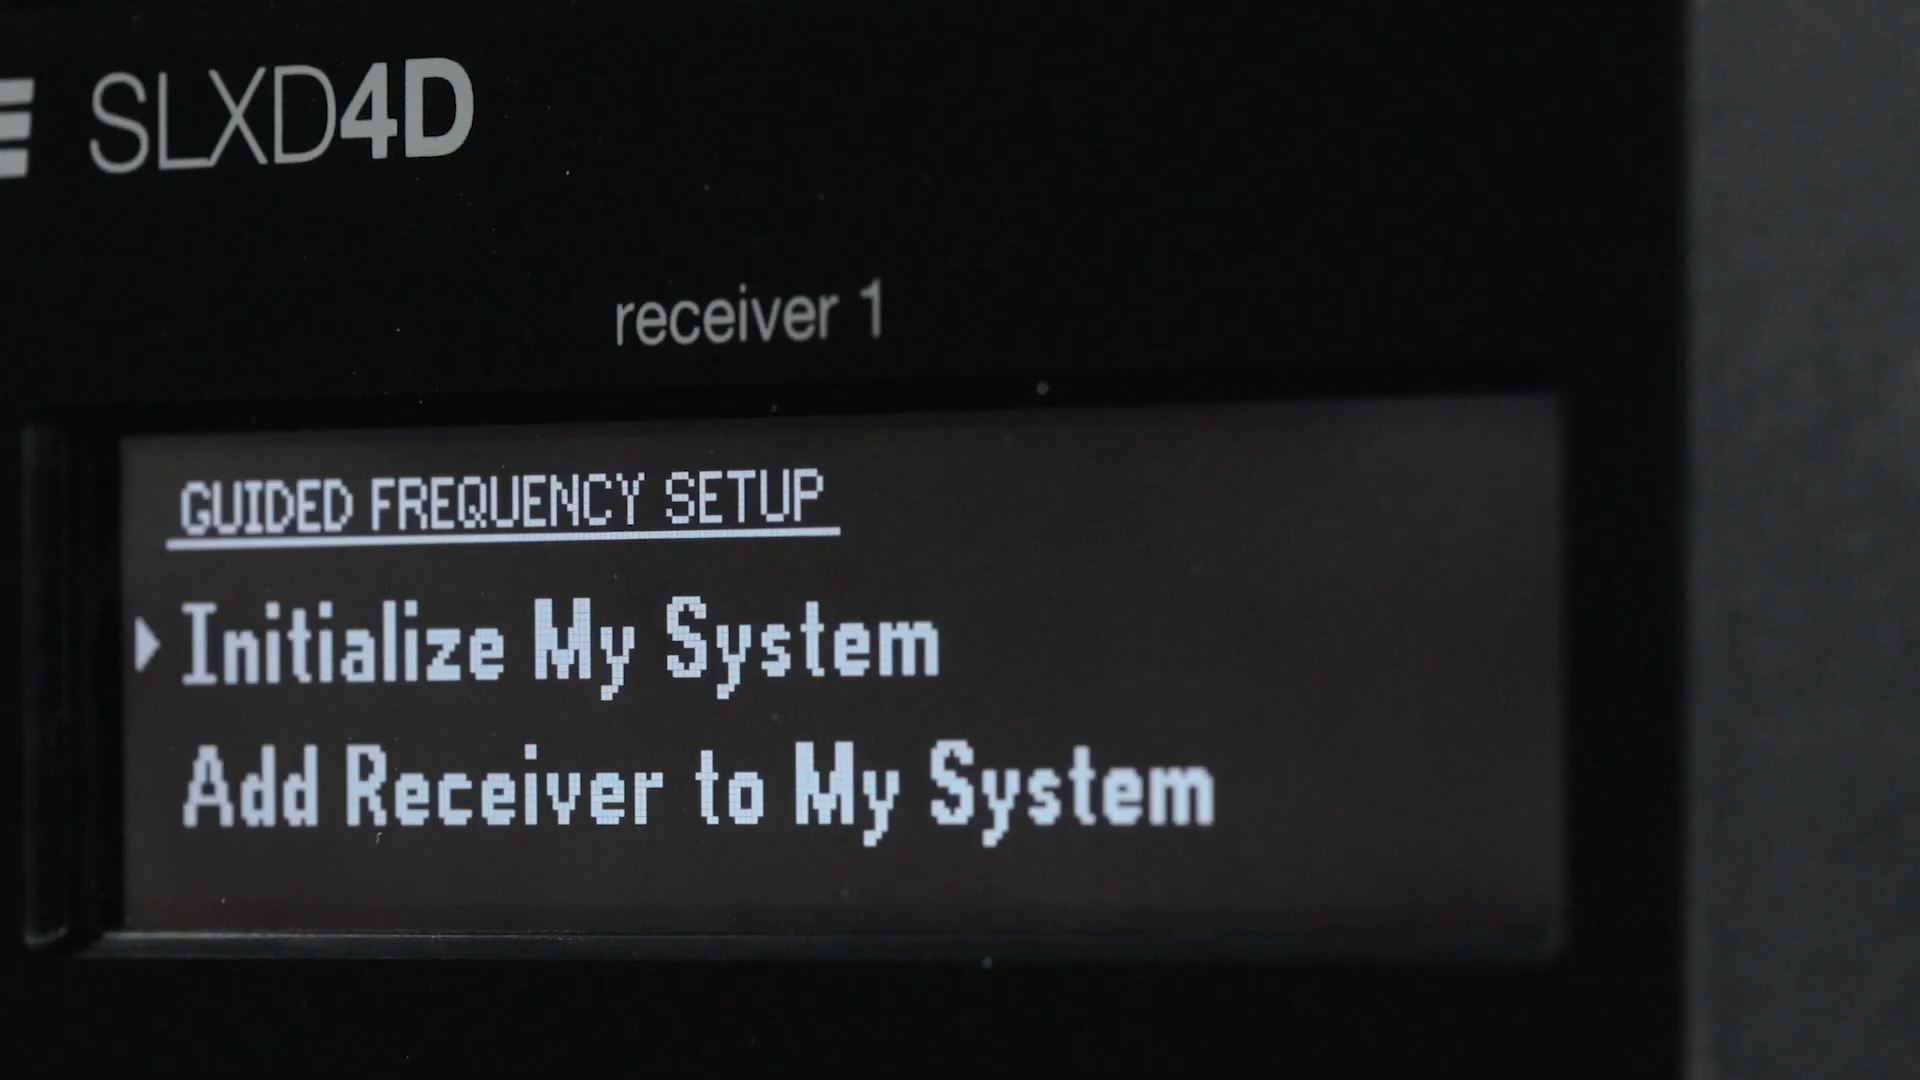 SLXD4D
receiver 1
GUIDED FREQUENCY SETUP
Initialize My System
Add Receiver to My System